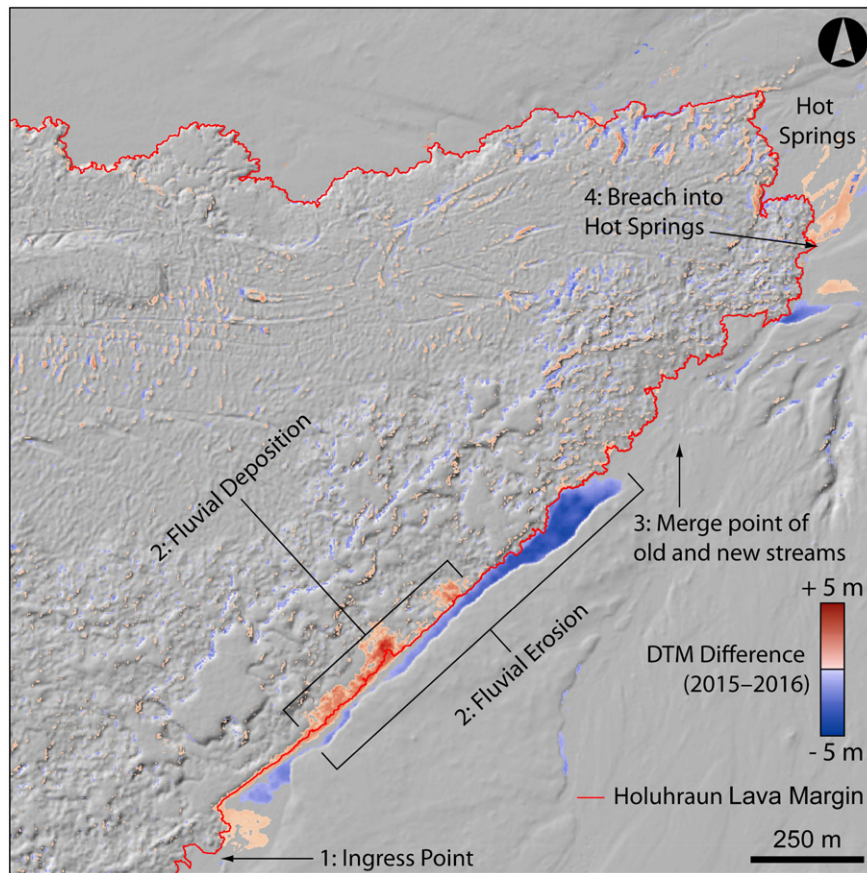 Hot
Springs
4: Breach into
Hot Springs
2: Fluvial Deposition
3: Merge point of
old and new streams
+ 5 m
DTM Difference
(2015–2016)
- 5 m
2: Fluvial Erosion
Holuhraun Lava Margin
250 m
1: Ingress Point